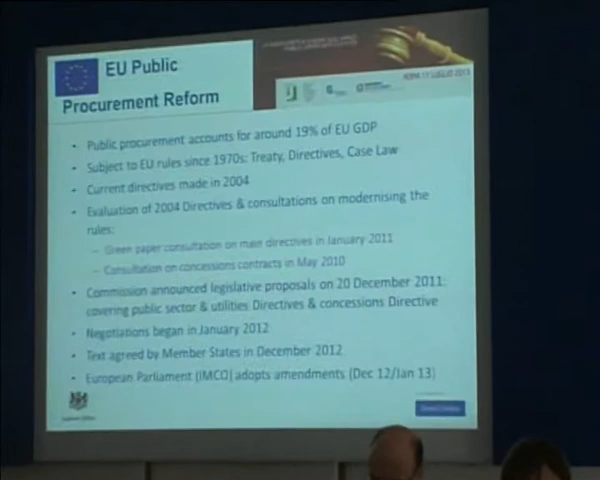 EU Public
Procurement Reform
ROMA 11 LUGLIO 2013
• Public procurement accounts for around 19% of EU GDP
• Subject to EU rules since 1970s: Treaty, Directives, Case Law
• Current directives made in 2004
• Evaluation of 2004 Directives & consultations on modernising the
rules:
– Green paper consultation on main directives in January 2011
– Consultation on concessions contracts in May 2010
• Commission announced legislative proposals on 20 December 2011:
covering public sector & utilities Directives & concessions Directive
• Negotiations began in January 2012
• Text agreed by Member States in December 2012
• European Parliament (IMCO) adopts amendments (Dec 12/Jan 13)